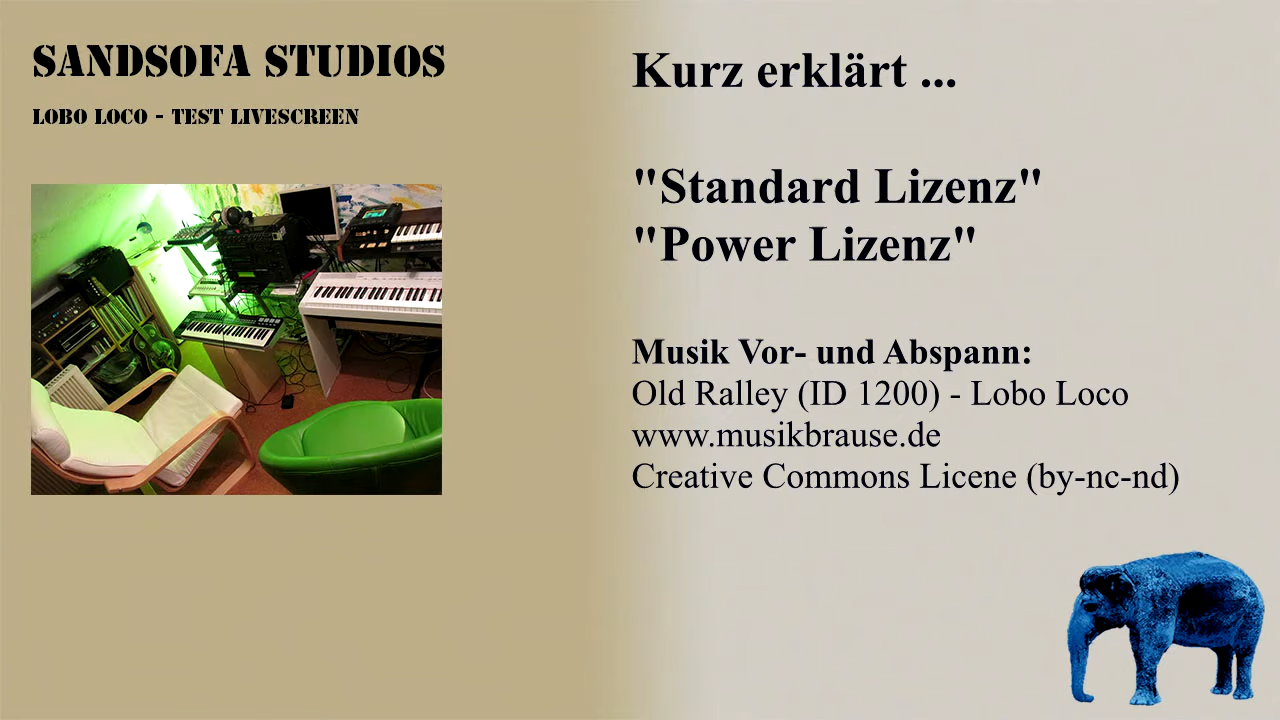 SANDSOFA STUDIOS
LOBO LOCO - TEST LIVESCREEN
Kurz erklärt ...
"Standard Lizenz"
"Power Lizenz"
Musik Vor- und Abspann:
Old Ralley (ID 1200) - Lobo Loco
www.musikbrause.de
Creative Commons Licene (by-nc-nd)